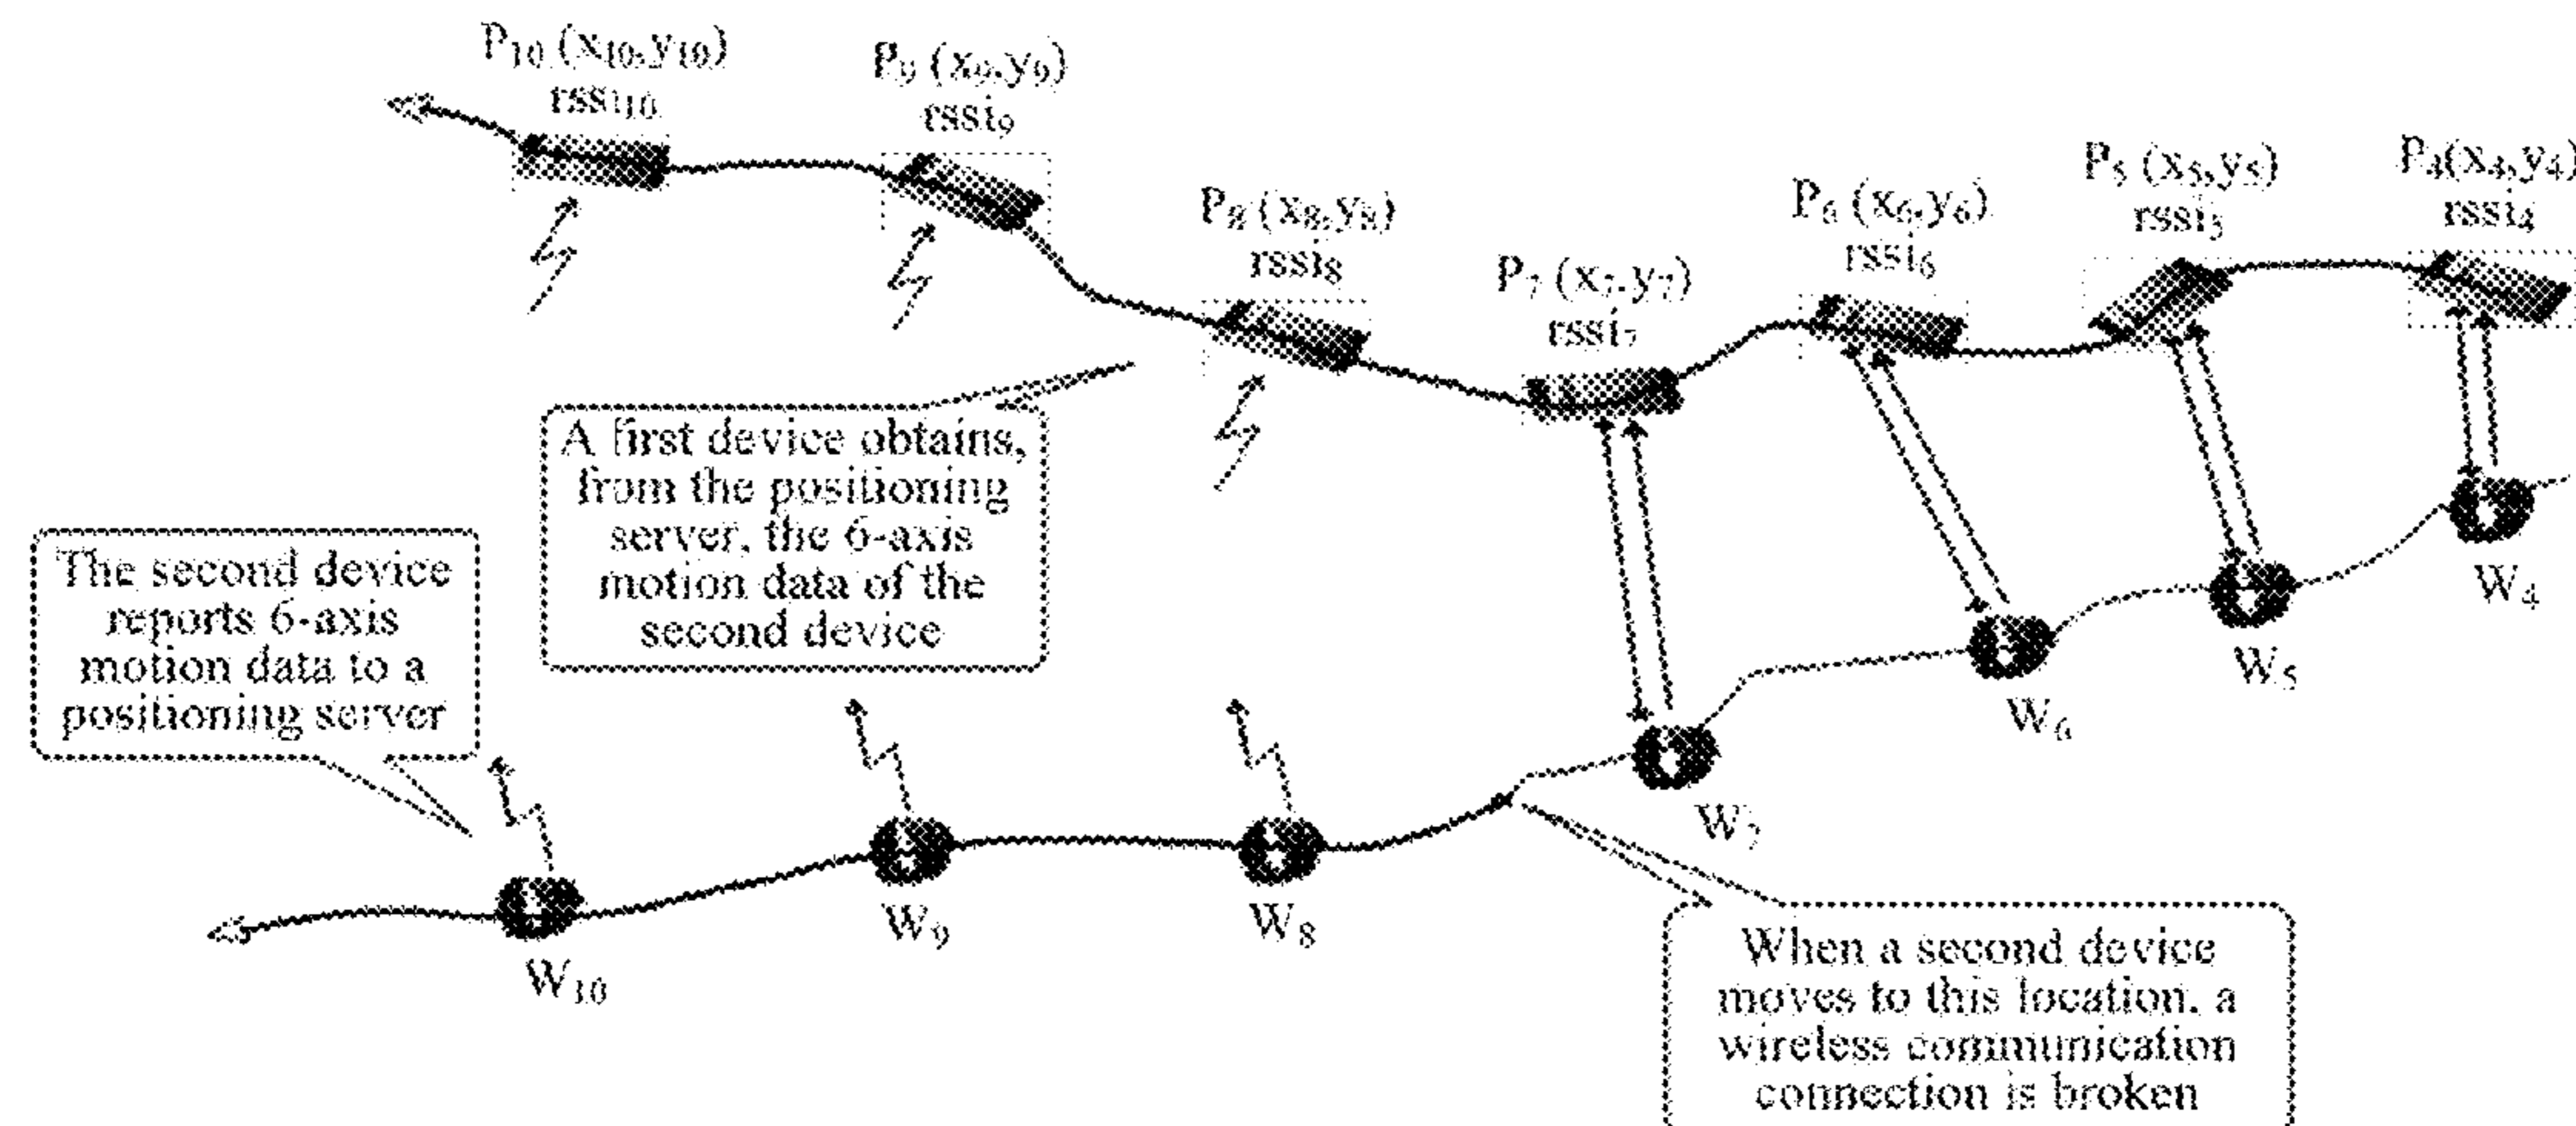 P₁₀ (x₁₀,y₁₀)
rssi₁₀
P₉ (x₉,y₉)
rssi₉
P₈ (x₈,y₈)
rssi₈
P₇ (x₇,y₇)
rssi₇
P₆ (x₆,y₆)
rssi₆
P₅ (x₅,y₅)
rssi₅
P₄(x₄,y₄)
rssi₄
A first device obtains,
from the positioning
server, the 6-axis
motion data of the
second device
The second device
reports 6-axis
motion data to a
positioning server
W₄
W₅
W₆
W₇
W₈
W₉
W₁₀
When a second device
moves to this location, a
wireless communication
connection is broken